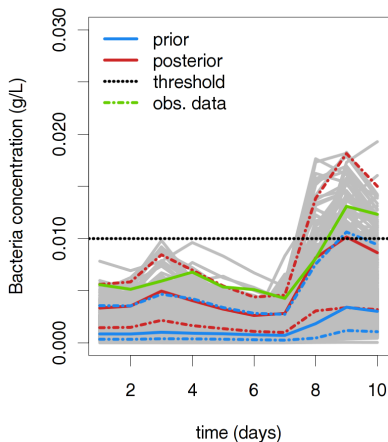 0.030
prior
posterior
threshold
obs. data
0.020
0.010
0.000
Bacteria concentration (g/L)
2 4 6 8 10
time (days)